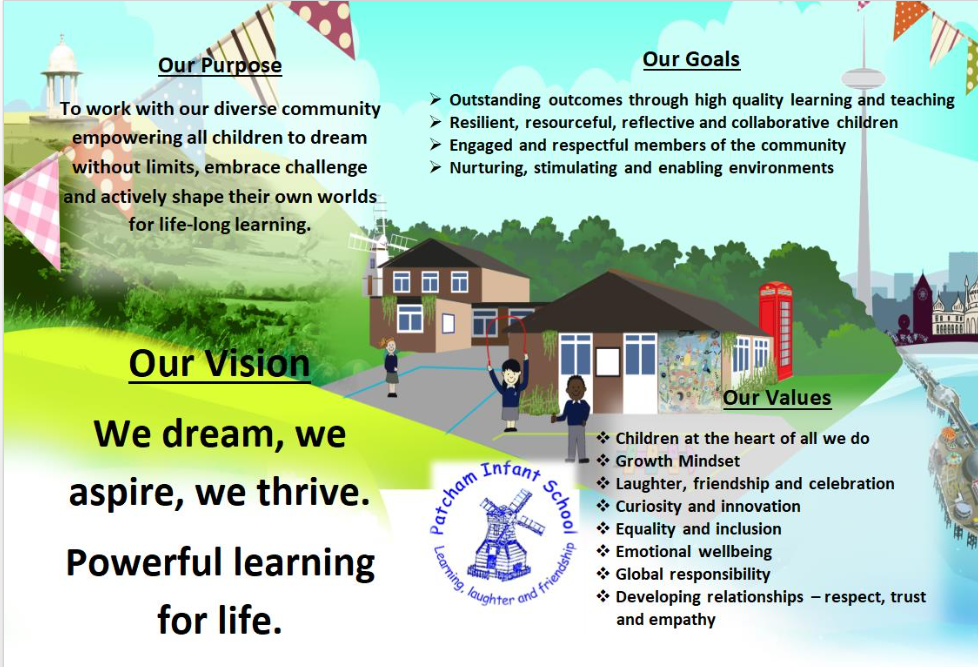 Our Purpose
To work with our diverse community
empowering all children to dream
without limits, embrace challenge
and actively shape their own worlds
for life-long learning.
Our Goals
➢ Outstanding outcomes through high quality learning and teaching
➢ Resilient, resourceful, reflective and collaborative children
➢ Engaged and respectful members of the community
➢ Nurturing, stimulating and enabling environments
Our Vision
We dream, we
aspire, we thrive.
Powerful learning
for life.
Patcham Infant School
Learning, laughter and friendship
Our Values
❖ Children at the heart of all we do
❖ Growth Mindset
❖ Laughter, friendship and celebration
❖ Curiosity and innovation
❖ Equality and inclusion
❖ Emotional wellbeing
❖ Global responsibility
❖ Developing relationships – respect, trust
and empathy